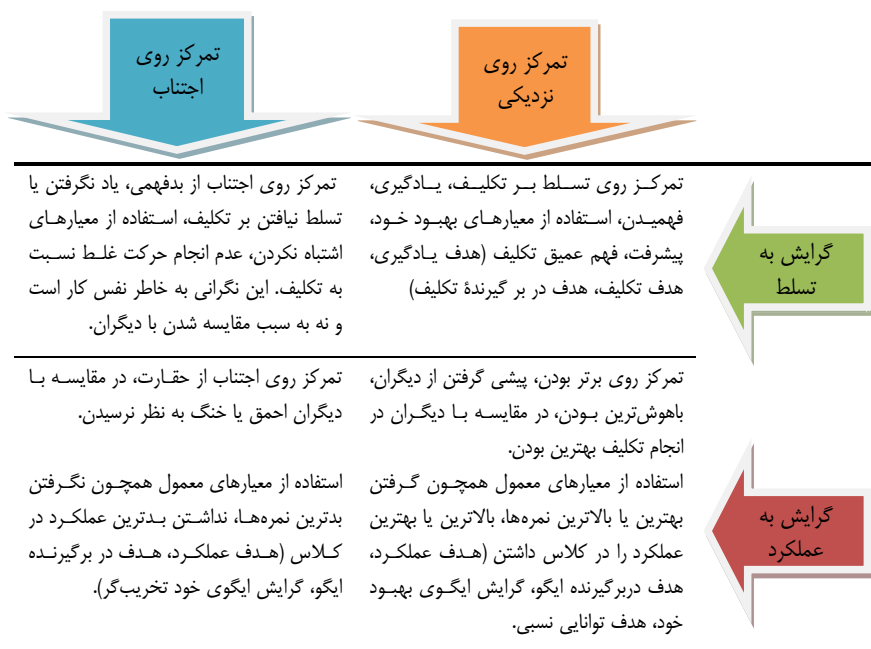 تمرکز روی
نزدیکی
تمرکز روی
اجتناب
گرایش به
تسلط
تمرکز روی تسلط بر تکلیف، یادگیری،
فهمیدن، استفاده از معیارهای بهبود خود،
پیشرفت، فهم عمیق تکلیف (هدف یادگیری،
هدف تکلیف، هدف در بر گیرندهٔ تکلیف)
تمرکز روی اجتناب از بدفهمی، یاد نگرفتن یا
تسلط نیافتن بر تکلیف، استفاده از معیارهای
اشتباه نکردن، عدم انجام حرکت غلط نسبت
به تکلیف. این نگرانی به خاطر نفس کار است
و نه به سبب مقایسه شدن با دیگران.
گرایش به
عملکرد
تمرکز روی برتر بودن، پیشی گرفتن از دیگران،
باهوش‌ترین بودن، در مقایسه با دیگران در
انجام تکلیف بهترین بودن.
استفاده از معیارهای معمول همچون گرفتن
بهترین یا بالاترین نمره‌ها، بالاترین یا بهترین
عملکرد را در کلاس داشتن (هدف عملکرد،
هدف دربرگیرنده ایگو، گرایش ایگوی بهبود
خود، هدف توانایی نسبی.
تمرکز روی اجتناب از حقارت، در مقایسه با
دیگران احمق یا خنگ به نظر نرسیدن.
استفاده از معیارهای معمول همچون نگرفتن
بدترین نمره‌ها، نداشتن بدترین عملکرد در
کلاس (هدف عملکرد، هدف در برگیرنده
ایگو، گرایش ایگوی خود تخریب‌گر).